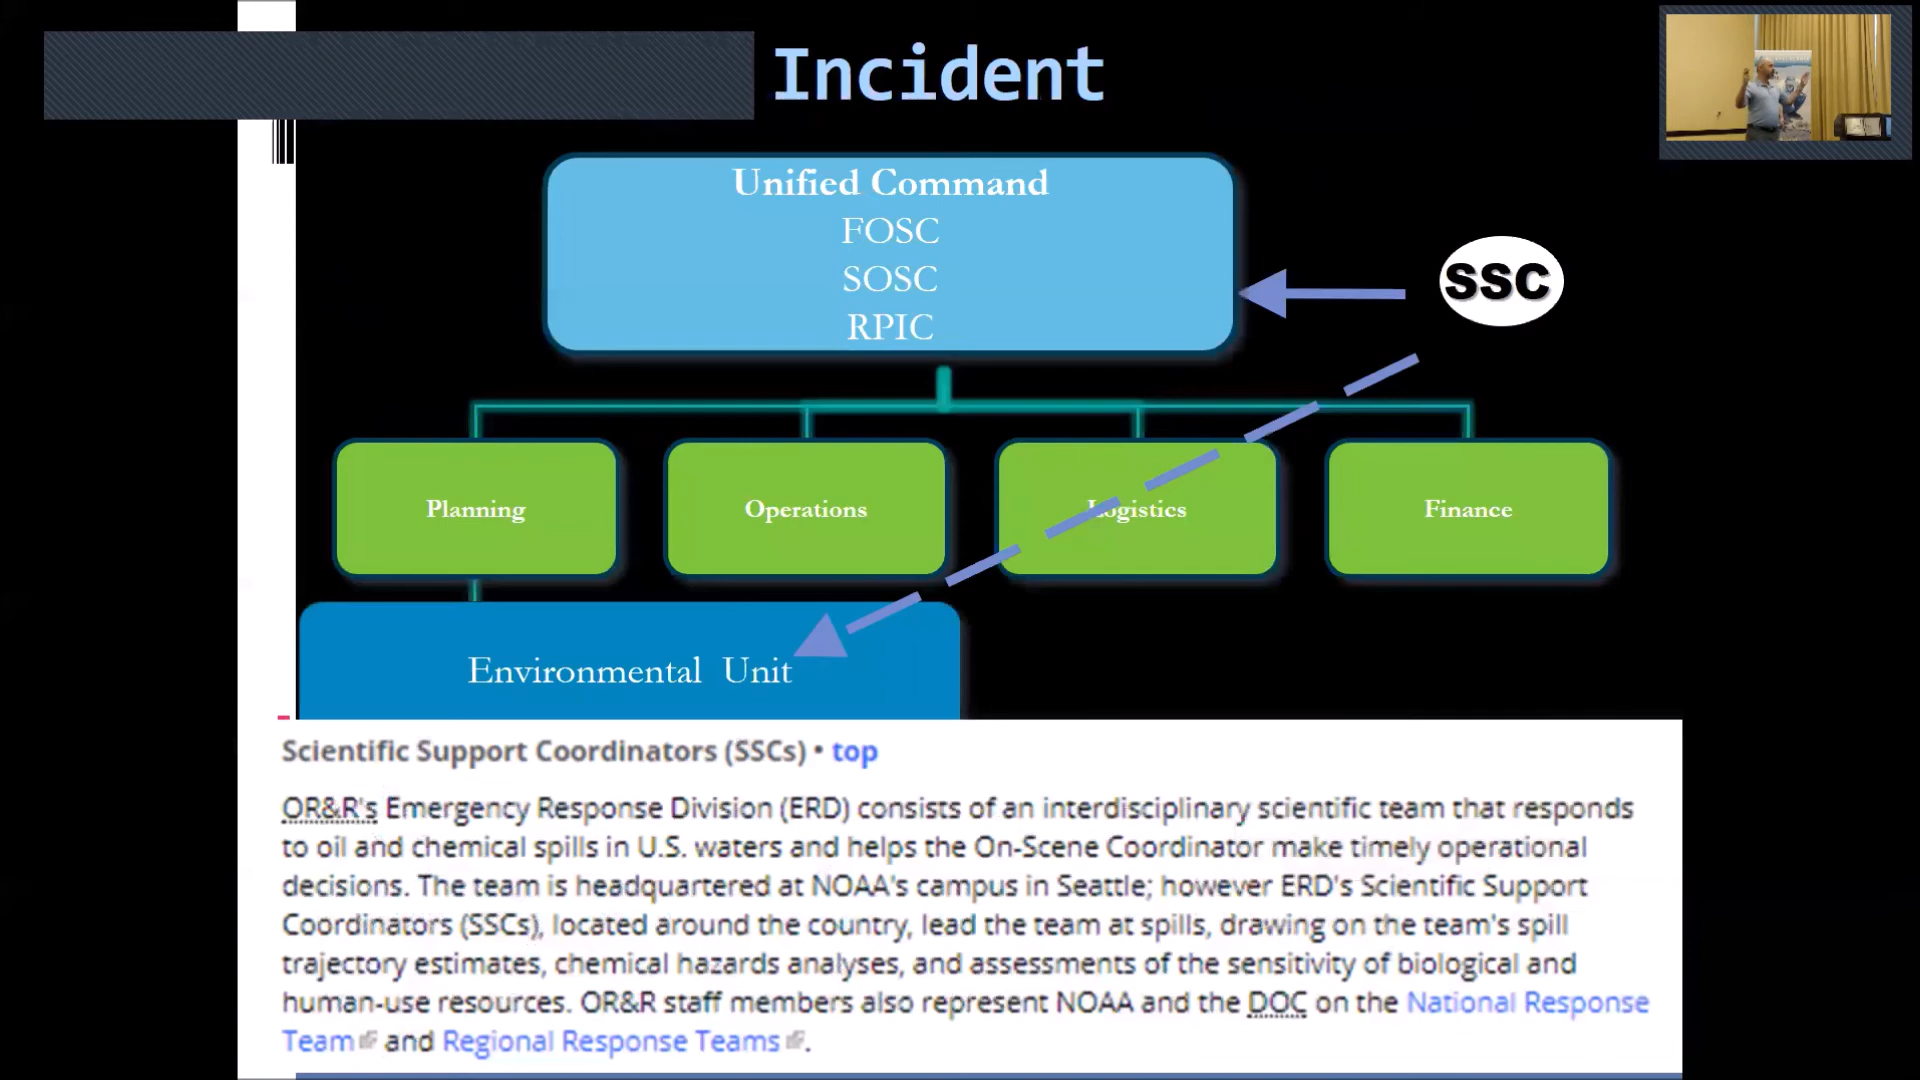 Incident
Unified Command
FOSC
SOSC
RPIC
SSC
Planning
Operations
Logistics
Finance
Environmental Unit
Scientific Support Coordinators (SSCs) • top
OR&R's Emergency Response Division (ERD) consists of an interdisciplinary scientific team that responds
to oil and chemical spills in U.S. waters and helps the On-Scene Coordinator make timely operational
decisions. The team is headquartered at NOAA's campus in Seattle; however ERD's Scientific Support
Coordinators (SSCs), located around the country, lead the team at spills, drawing on the team's spill
trajectory estimates, chemical hazards analyses, and assessments of the sensitivity of biological and
human-use resources. OR&R staff members also represent NOAA and the DOC on the National Response
Team and Regional Response Teams.